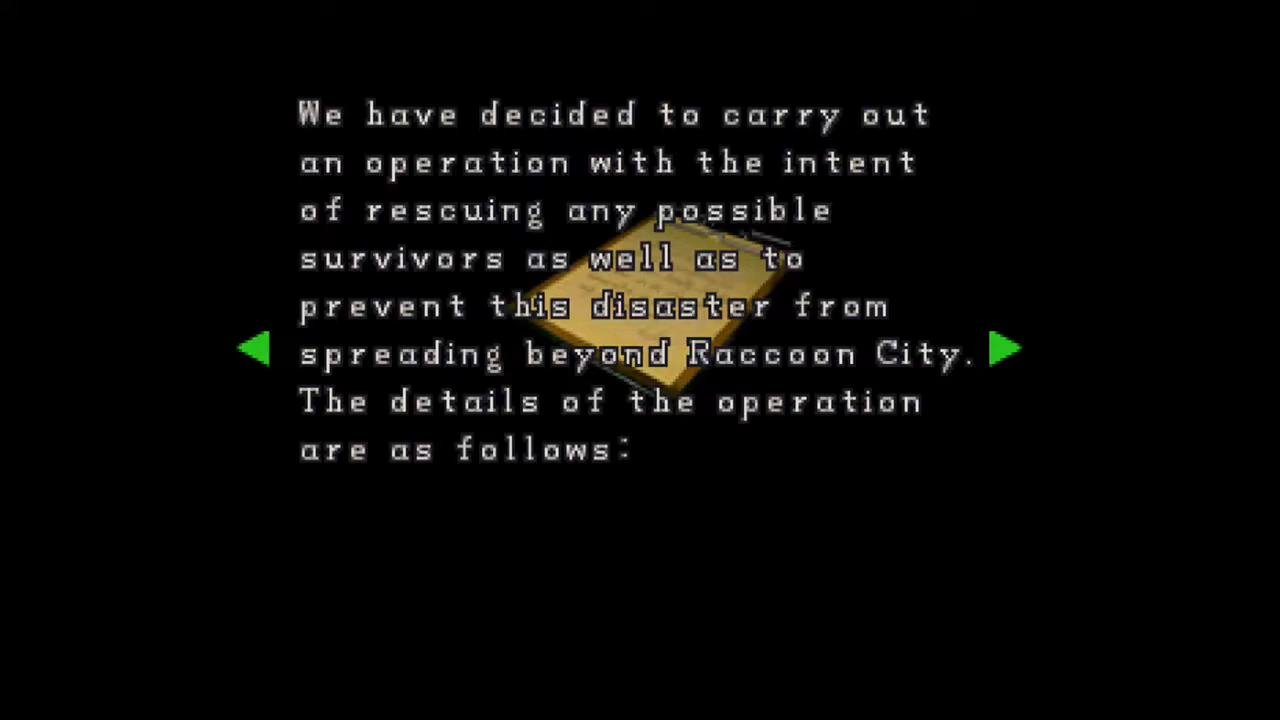 We have decided to carry out
an operation with the intent
of rescuing any possible
survivors as well as to
prevent this disaster from
spreading beyond Raccoon City.
The details of the operation
are as follows: